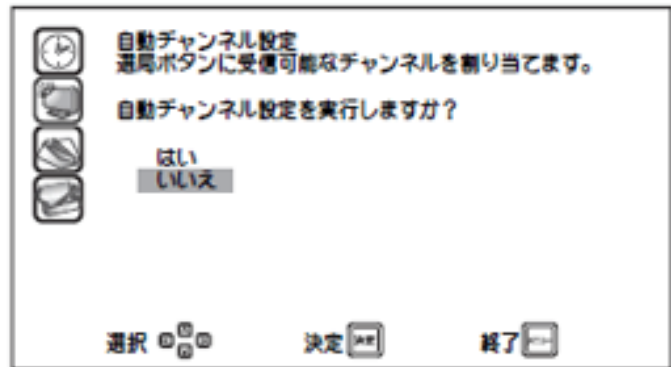 自動チャンネル設定
選局ボタンに受信可能なチャンネルを割り当てます。
自動チャンネル設定を実行しますか？
はい
いいえ
選択 決定 決定 終了